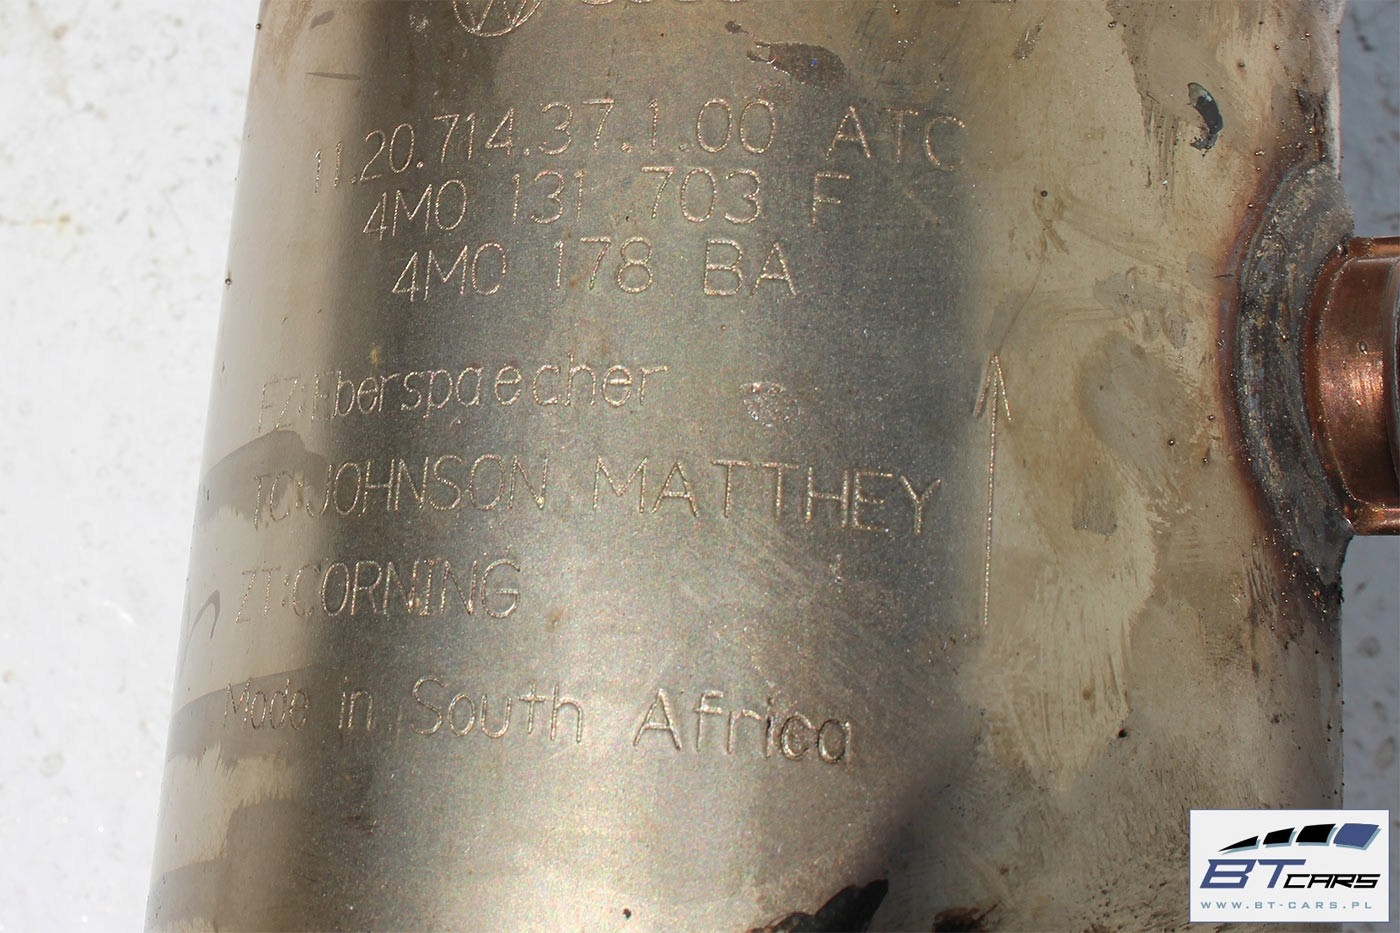 11.20.714.37.1.00 ATC
4M0 131 703 F
4M0 178 BA
EZ:Eberspaecher
TC:JOHNSON MATTHEY
ZT:CORNING
Made in South Africa
BT CARS
WWW.BT-CARS.PL